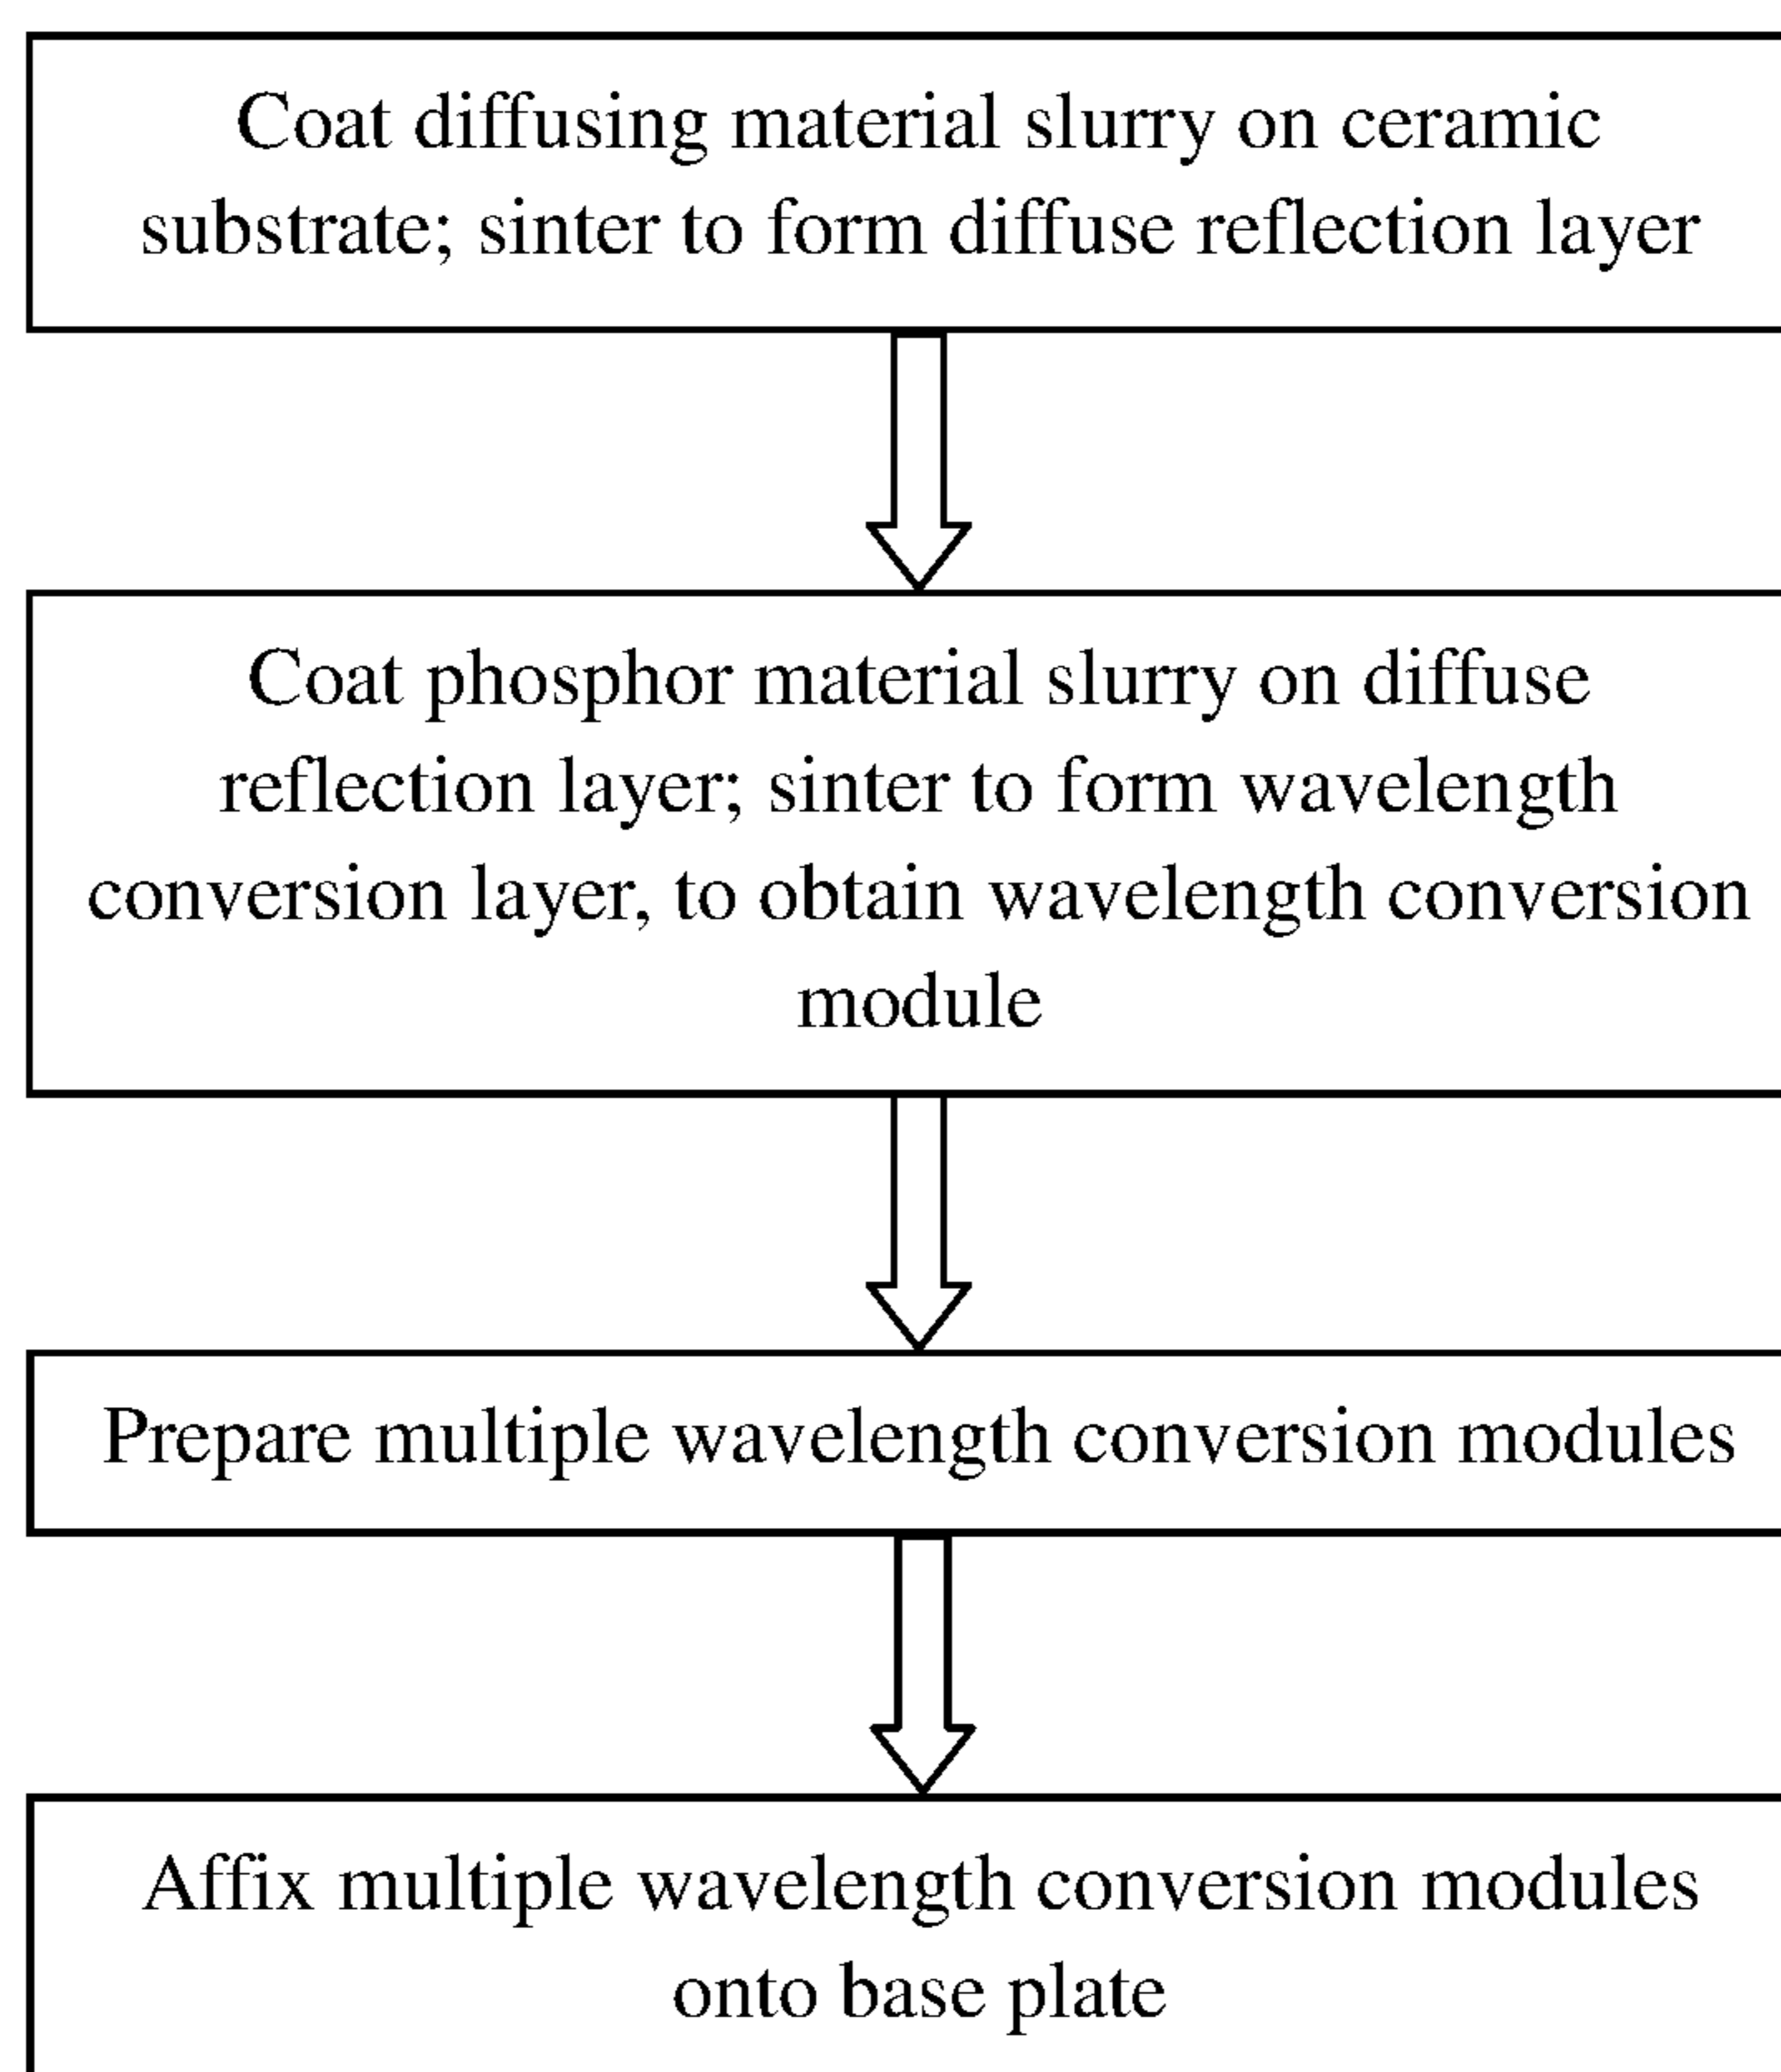 Coat diffusing material slurry on ceramic
substrate; sinter to form diffuse reflection layer
Coat phosphor material slurry on diffuse
reflection layer; sinter to form wavelength
conversion layer, to obtain wavelength conversion
module
Prepare multiple wavelength conversion modules
Affix multiple wavelength conversion modules
onto base plate